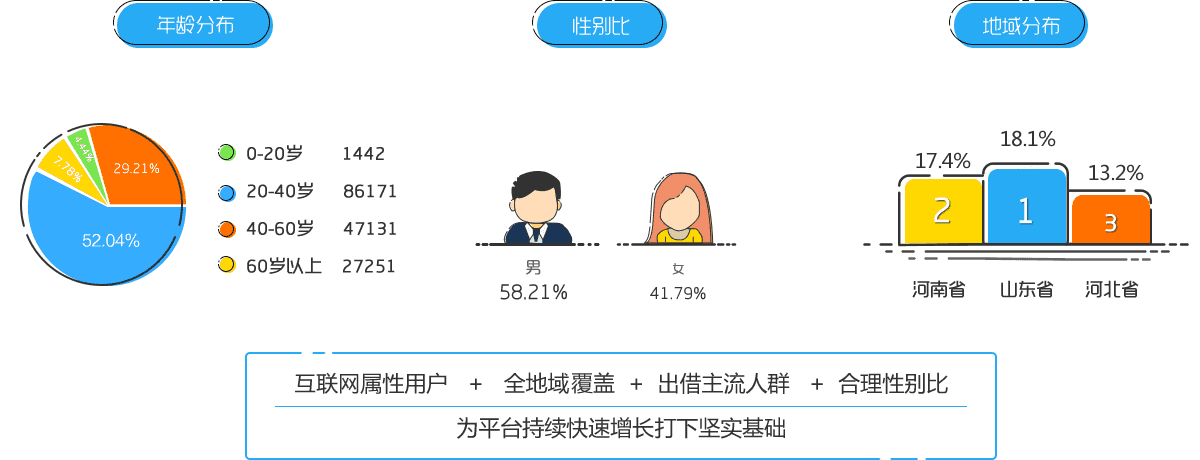 年龄分布
性别比
地域分布
4.44%
7.78%
29.21%
52.04%
0-20岁 1442
20-40岁 86171
40-60岁 47131
60岁以上 27251
男
58.21%
女
41.79%
17.4%
18.1%
13.2%
2
1
3
河南省
山东省
河北省
互联网属性用户 + 全地域覆盖 + 出借主流人群 + 合理性别比
为平台持续快速增长打下坚实基础